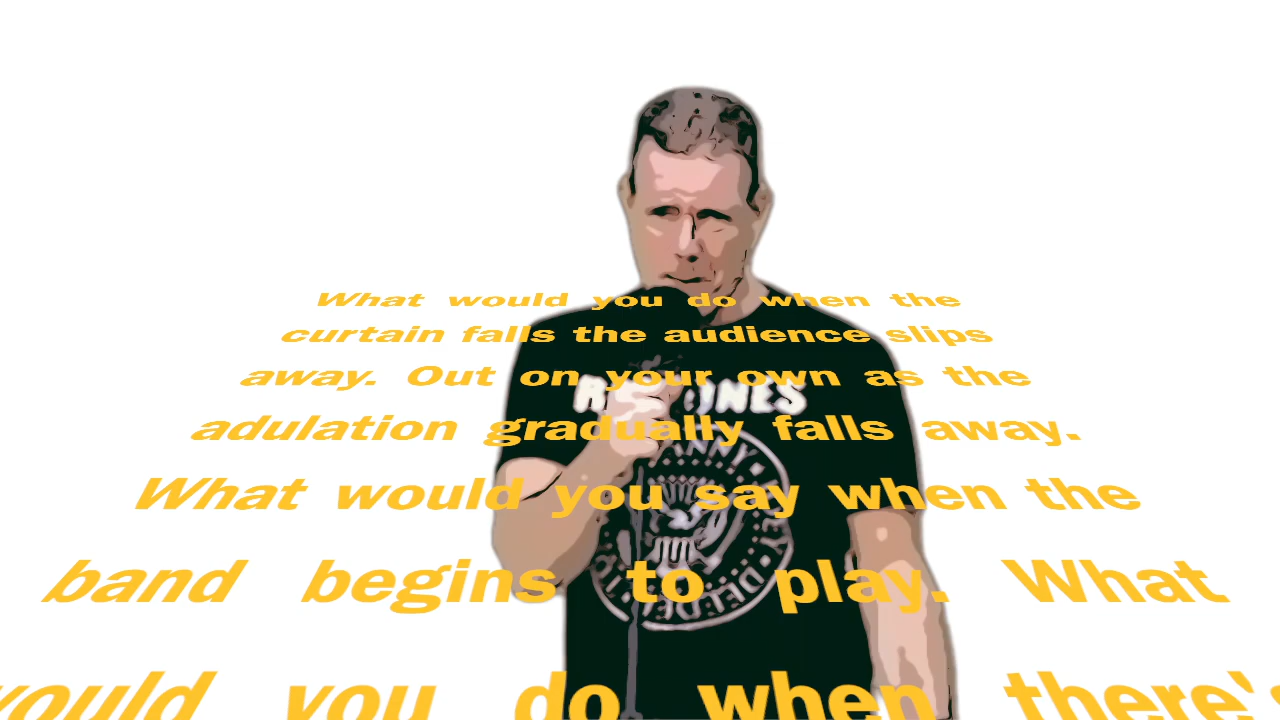 What would you do when the
curtain falls the audience slips
away. Out on your own as the
adulation gradually falls away.
What would you say when the
band begins to play. What
would you do when there's